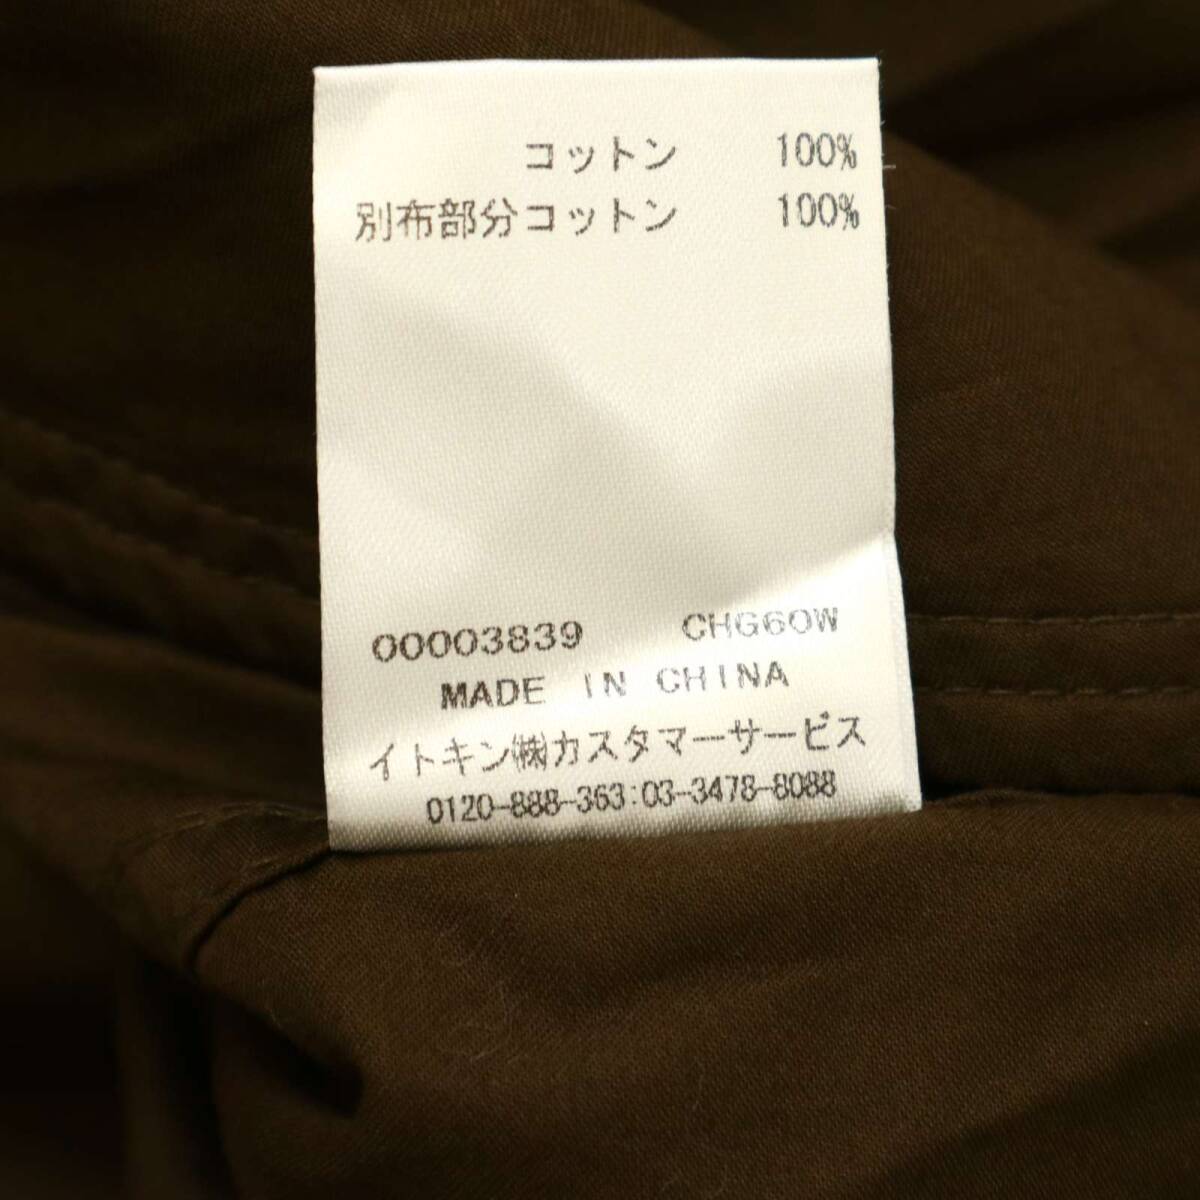 コットン 100%
別布部分コットン 100%
00003839 CHG60W
MADE IN CHINA
イトキン㈱カスタマーサービス
0120-888-363:03-3478-8088